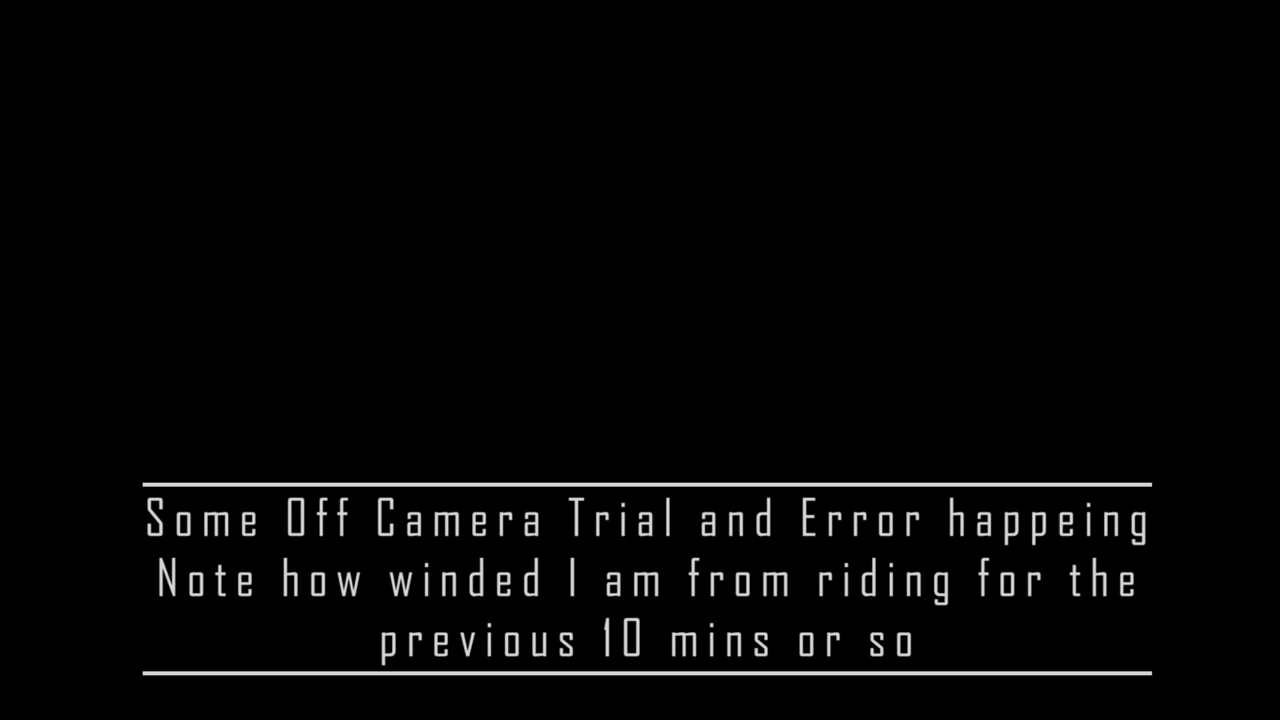 Some Off Camera Trial and Error happeing
Note how winded I am from riding for the
previous 10 mins or so